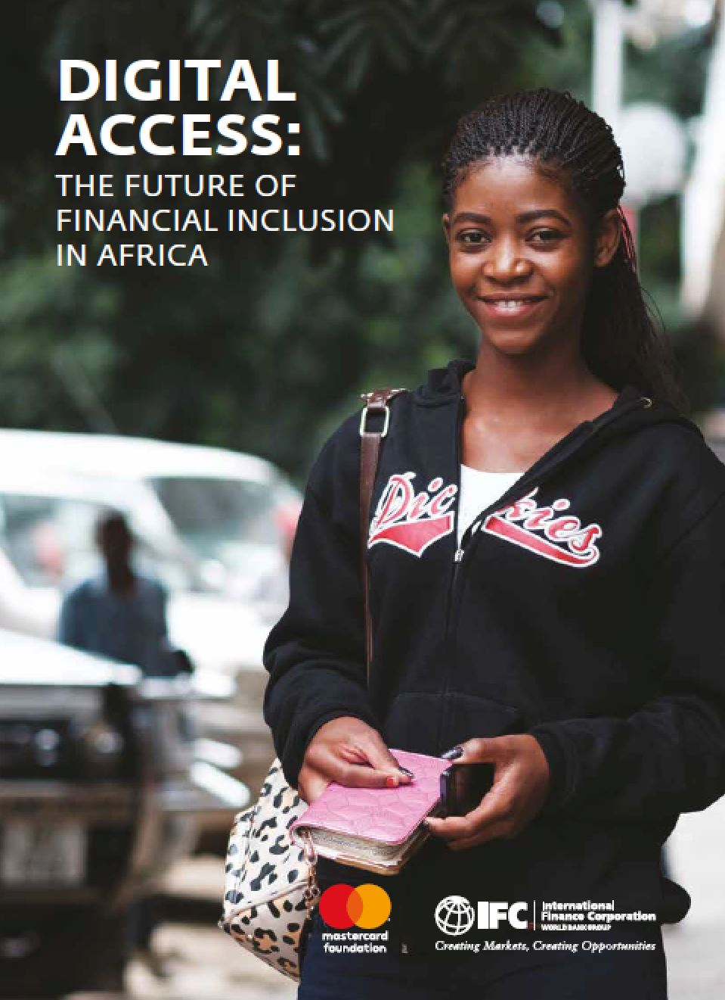 DIGITAL
ACCESS:
THE FUTURE OF
FINANCIAL INCLUSION
IN AFRICA
Dickies
mastercard
foundation
IFC
International
Finance Corporation
WORLD BANK GROUP
Creating Markets, Creating Opportunities